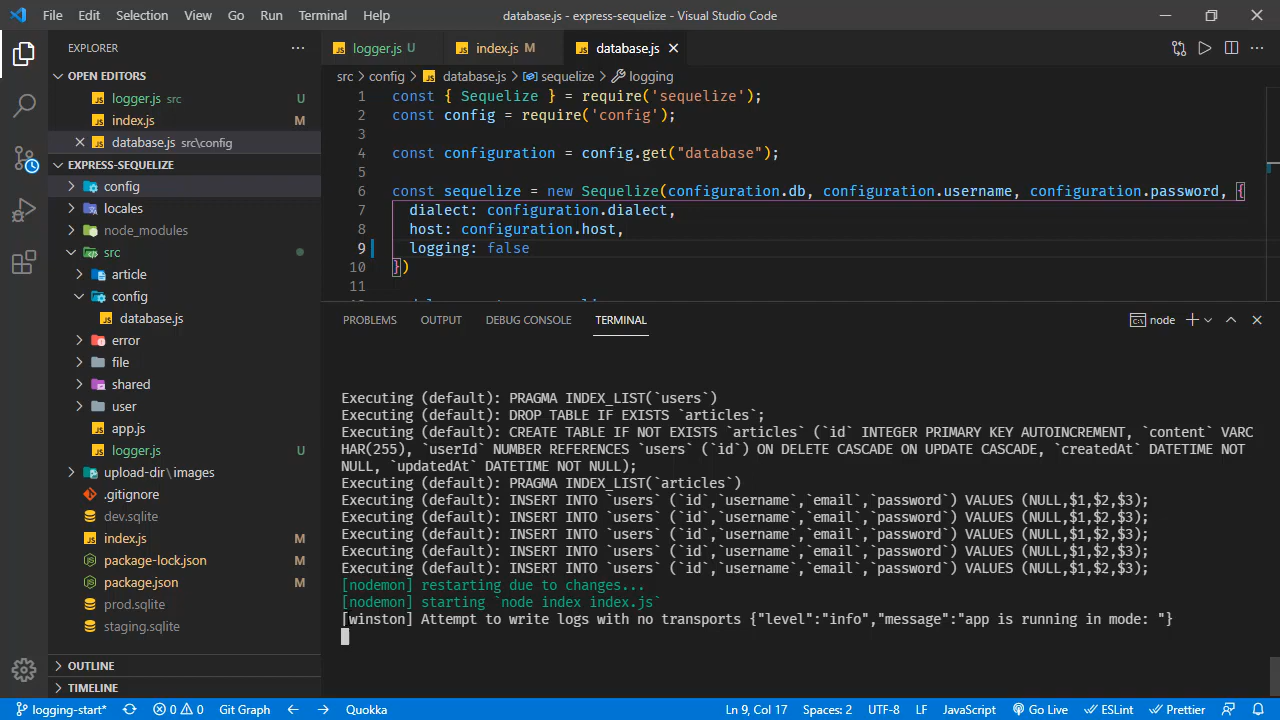 File Edit Selection View Go Run Terminal Help database.js - express-sequelize - Visual Studio Code
EXPLORER
OPEN EDITORS
logger.js src U
index.js M
database.js src\config
EXPRESS-SEQUELIZE
config
locales
node_modules
src
article
config
database.js
error
file
shared
user
app.js
logger.js U
upload-dir\images
.gitignore
dev.sqlite
index.js M
package-lock.json M
package.json M
prod.sqlite
staging.sqlite
OUTLINE
TIMELINE
logger.js U index.js M database.js
src > config > database.js > sequelize > logging
1 const { Sequelize } = require('sequelize');
2 const config = require('config');
3
4 const configuration = config.get("database");
5
6 const sequelize = new Sequelize(configuration.db, configuration.username, configuration.password, {
7 dialect: configuration.dialect,
8 host: configuration.host,
9 logging: false
10 })
11
PROBLEMS OUTPUT DEBUG CONSOLE TERMINAL node
Executing (default): PRAGMA INDEX_LIST(`users`)
Executing (default): DROP TABLE IF EXISTS `articles`;
Executing (default): CREATE TABLE IF NOT EXISTS `articles` (`id` INTEGER PRIMARY KEY AUTOINCREMENT, `content` VARC
HAR(255), `userId` NUMBER REFERENCES `users` (`id`) ON DELETE CASCADE ON UPDATE CASCADE, `createdAt` DATETIME NOT
NULL, `updatedAt` DATETIME NOT NULL);
Executing (default): PRAGMA INDEX_LIST(`articles`)
Executing (default): INSERT INTO `users` (`id`,`username`,`email`,`password`) VALUES (NULL,$1,$2,$3);
Executing (default): INSERT INTO `users` (`id`,`username`,`email`,`password`) VALUES (NULL,$1,$2,$3);
Executing (default): INSERT INTO `users` (`id`,`username`,`email`,`password`) VALUES (NULL,$1,$2,$3);
Executing (default): INSERT INTO `users` (`id`,`username`,`email`,`password`) VALUES (NULL,$1,$2,$3);
Executing (default): INSERT INTO `users` (`id`,`username`,`email`,`password`) VALUES (NULL,$1,$2,$3);
[nodemon] restarting due to changes...
[nodemon] starting `node index index.js`
[winston] Attempt to write logs with no transports {"level":"info","message":"app is running in mode: "}
logging-start* 0 0 Git Graph Quokka Ln 9, Col 17 Spaces: 2 UTF-8 LF JavaScript Go Live ESLint Prettier